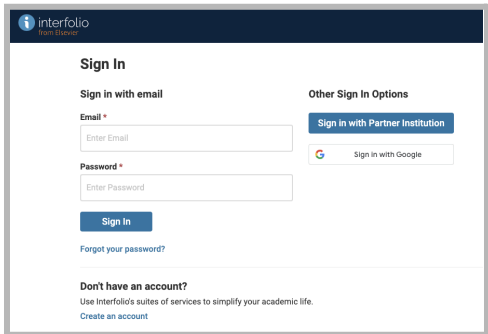 interfolio
from Elsevier
Sign In
Sign in with email
Other Sign In Options
Email *
Enter Email
Sign in with Partner Institution
G Sign in with Google
Password *
Enter Password
Sign In
Forgot your password?
Don't have an account?
Use Interfolio's suites of services to simplify your academic life.
Create an account